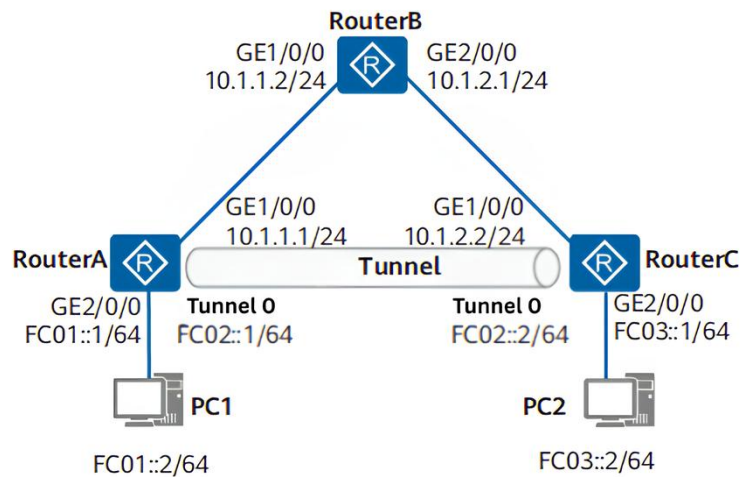 RouterB
GE1/0/0
10.1.1.2/24
GE2/0/0
10.1.2.1/24
R
GE1/0/0
10.1.1.1/24
GE1/0/0
10.1.2.2/24
RouterA
R
Tunnel
R
RouterC
GE2/0/0
FC01::1/64
Tunnel 0
FC02::1/64
Tunnel 0
FC02::2/64
GE2/0/0
FC03::1/64
PC1
PC2
FC01::2/64
FC03::2/64